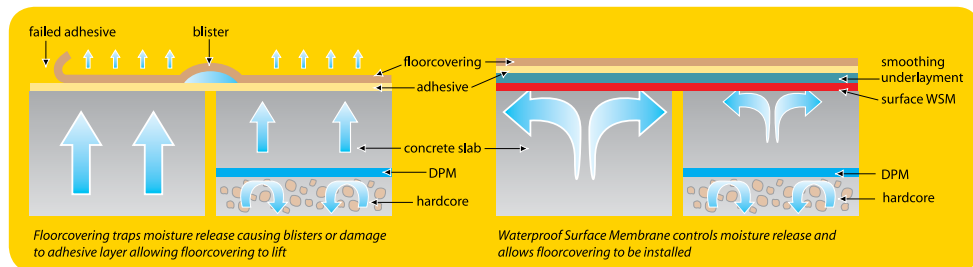 failed adhesive
blister
floorcovering
adhesive
concrete slab
DPM
hardcore
smoothing
underlayment
surface WSM
DPM
hardcore
Floorcovering traps moisture release causing blisters or damage
to adhesive layer allowing floorcovering to lift
Waterproof Surface Membrane controls moisture release and
allows floorcovering to be installed